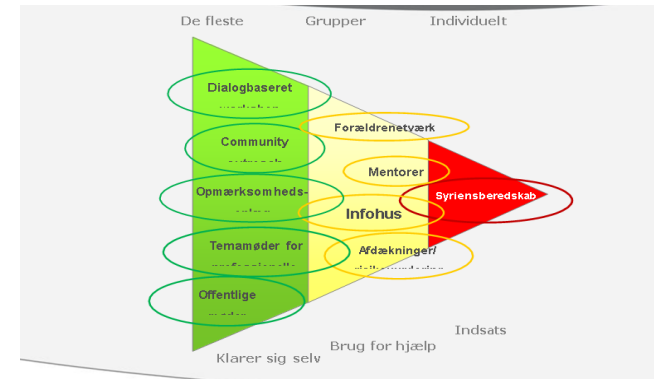 De fleste
Grupper
Individuelt
Dialogbaseret
Community
Opmærksomheds-
Temamøder for
Offentlige
Forældrenetværk
Mentorer
Infohus
Afdækninger/
Syriensberedskab
Klarer sig selv
Brug for hjælp
Indsats